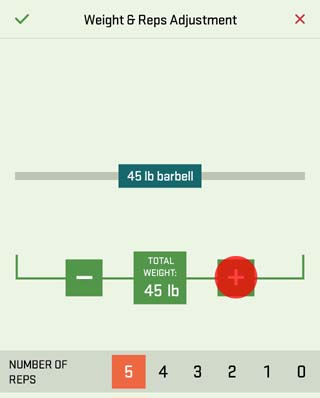 Weight & Reps Adjustment
45 lb barbell
TOTAL
WEIGHT:
45 lb
NUMBER OF
REPS
5 4 3 2 1 0